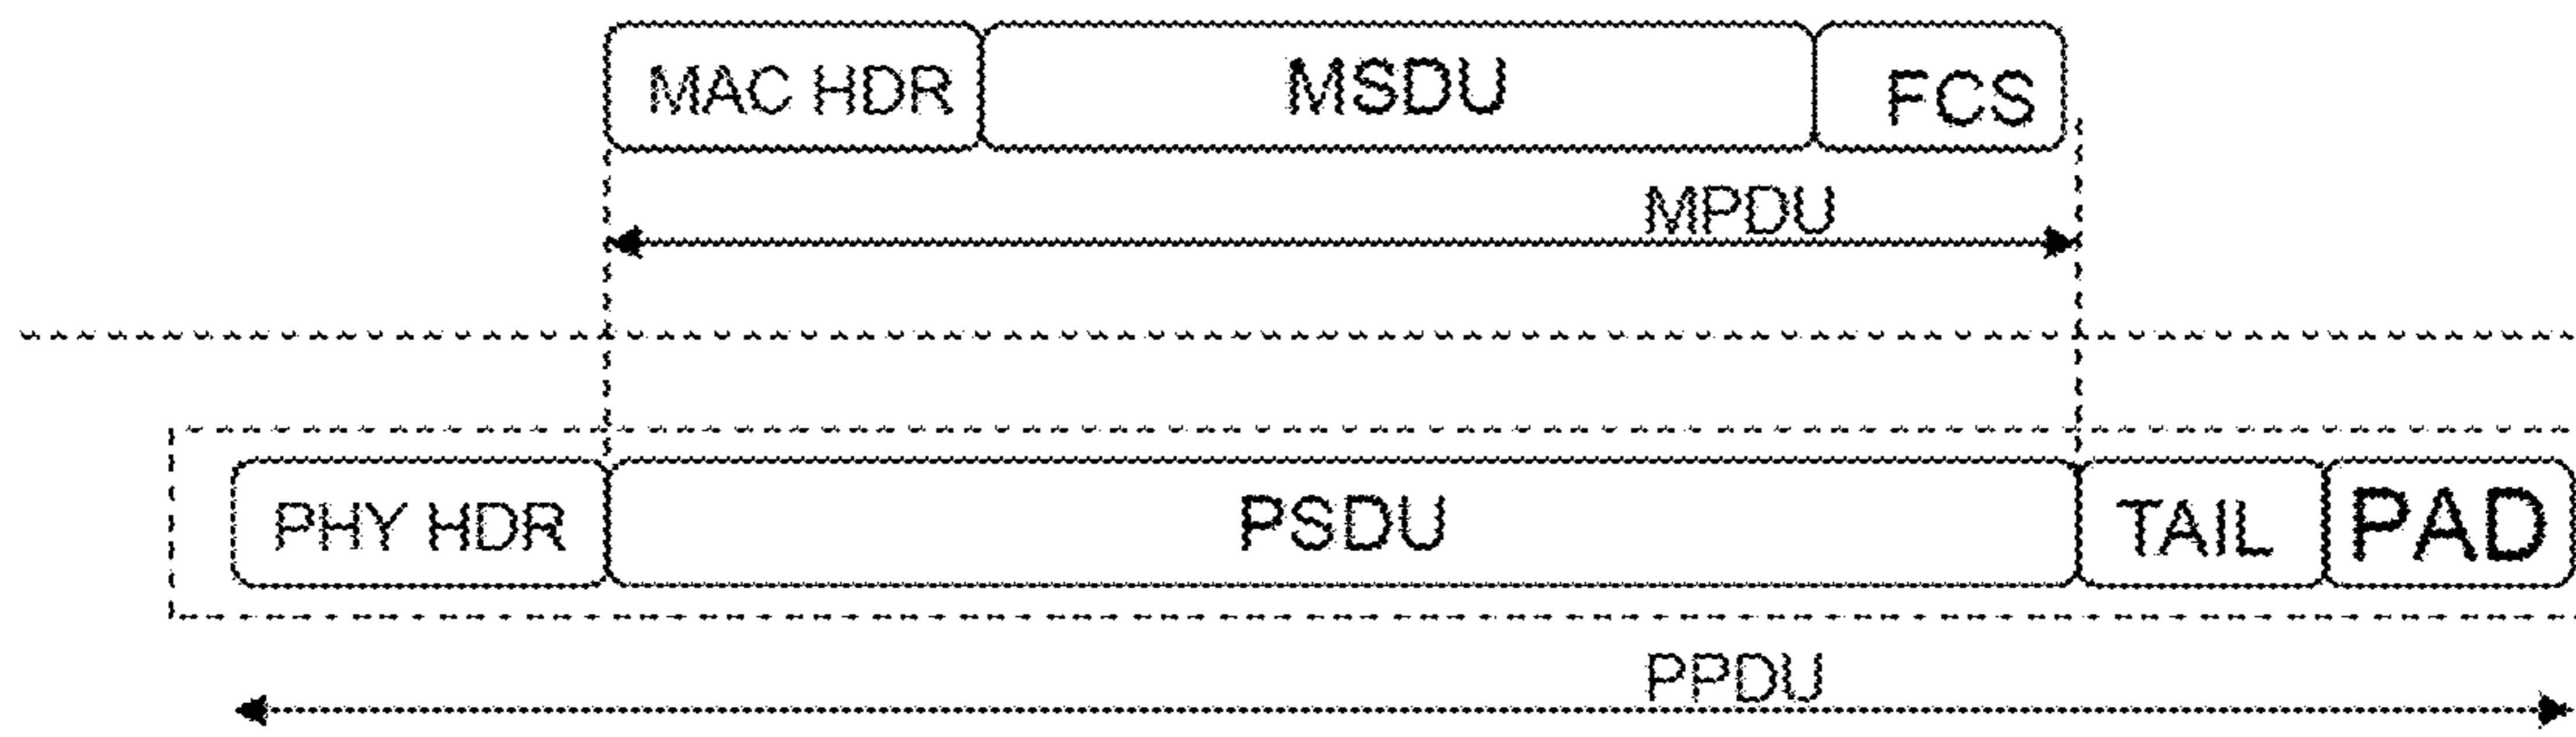 MAC HDR MSDU FCS
MPDU
PHY HDR PSDU TAIL PAD
PPDU